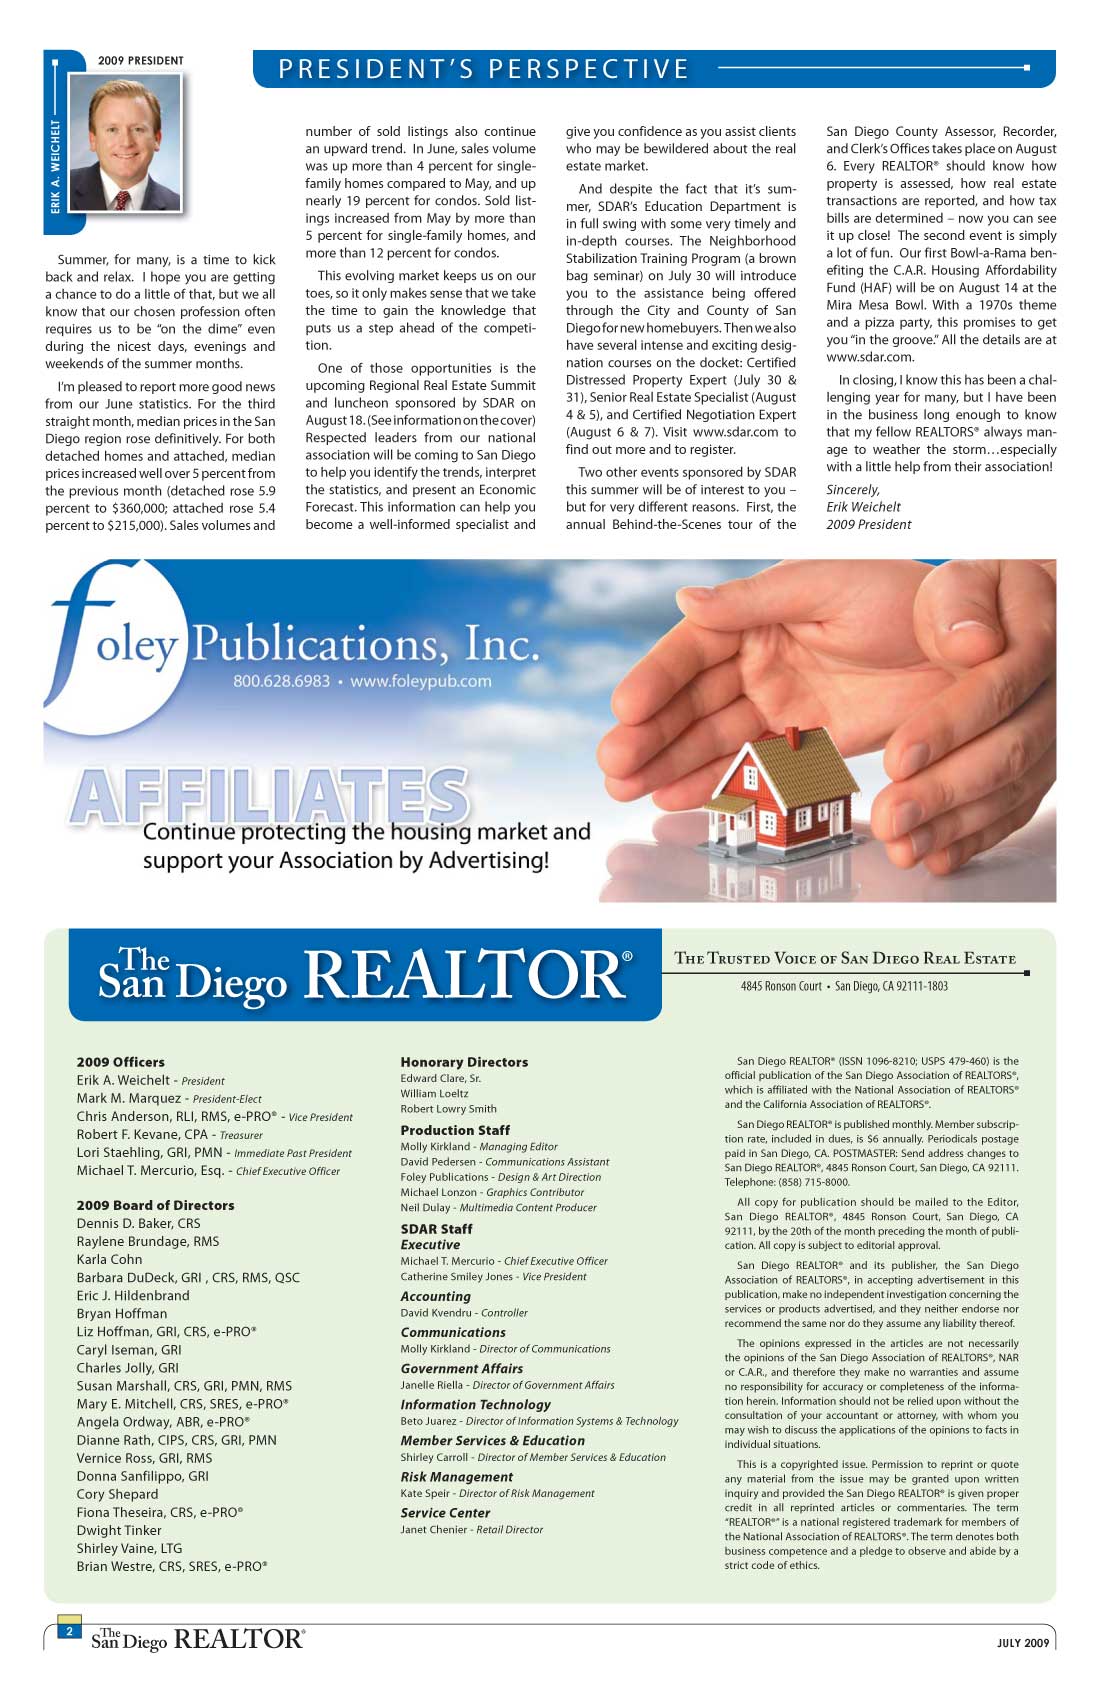 2009 PRESIDENT
ERIK A. WEICHELT
PRESIDENT'S PERSPECTIVE
Summer, for many, is a time to kick
back and relax. I hope you are getting
a chance to do a little of that, but we all
know that our chosen profession often
requires us to be "on the dime" even
during the nicest days, evenings and
weekends of the summer months.
I'm pleased to report more good news
from our June statistics. For the third
straight month, median prices in the San
Diego region rose definitively. For both
detached homes and attached, median
prices increased well over 5 percent from
the previous month (detached rose 5.9
percent to $360,000; attached rose 5.4
percent to $215,000). Sales volumes and
number of sold listings also continue
an upward trend. In June, sales volume
was up more than 4 percent for single-
family homes compared to May, and up
nearly 19 percent for condos. Sold list-
ings increased from May by more than
5 percent for single-family homes, and
more than 12 percent for condos.
This evolving market keeps us on our
toes, so it only makes sense that we take
the time to gain the knowledge that
puts us a step ahead of the competi-
tion.
One of those opportunities is the
upcoming Regional Real Estate Summit
and luncheon sponsored by SDAR on
August 18. (See information on the cover)
Respected leaders from our national
association will be coming to San Diego
to help you identify the trends, interpret
the statistics, and present an Economic
Forecast. This information can help you
become a well-informed specialist and
give you confidence as you assist clients
who may be bewildered about the real
estate market.
And despite the fact that it's sum-
mer, SDAR's Education Department is
in full swing with some very timely and
in-depth courses. The Neighborhood
Stabilization Training Program (a brown
bag seminar) on July 30 will introduce
you to the assistance being offered
through the City and County of San
Diego for new homebuyers. Then we also
have several intense and exciting desig-
nation courses on the docket: Certified
Distressed Property Expert (July 30 &
31), Senior Real Estate Specialist (August
4 & 5), and Certified Negotiation Expert
(August 6 & 7). Visit www.sdar.com to
find out more and to register.
Two other events sponsored by SDAR
this summer will be of interest to you –
but for very different reasons. First, the
annual Behind-the-Scenes tour of the
San Diego County Assessor, Recorder,
and Clerk's Offices takes place on August
6. Every REALTOR® should know how
property is assessed, how real estate
transactions are reported, and how tax
bills are determined – now you can see
it up close! The second event is simply
a lot of fun. Our first Bowl-a-Rama ben-
efiting the C.A.R. Housing Affordability
Fund (HAF) will be on August 14 at the
Mira Mesa Bowl. With a 1970s theme
and a pizza party, this promises to get
you "in the groove." All the details are at
www.sdar.com.
In closing, I know this has been a chal-
lenging year for many, but I have been
in the business long enough to know
that my fellow REALTORS® always man-
age to weather the storm…especially
with a little help from their association!
Sincerely,
Erik Weichelt
2009 President
foley Publications, Inc.
800.628.6983 • www.foleypub.com
AFFILIATES
Continue protecting the housing market and
support your Association by Advertising!
The San Diego REALTOR®
The Trusted Voice of San Diego Real Estate
4845 Ronson Court • San Diego, CA 92111-1803
2009 Officers
Erik A. Weichelt - President
Mark M. Marquez - President-Elect
Chris Anderson, RLI, RMS, e-PRO® - Vice President
Robert F. Kevane, CPA - Treasurer
Lori Staehling, GRI, PMN - Immediate Past President
Michael T. Mercurio, Esq. - Chief Executive Officer
2009 Board of Directors
Dennis D. Baker, CRS
Raylene Brundage, RMS
Karla Cohn
Barbara DuDeck, GRI , CRS, RMS, QSC
Eric J. Hildenbrand
Bryan Hoffman
Liz Hoffman, GRI, CRS, e-PRO®
Caryl Iseman, GRI
Charles Jolly, GRI
Susan Marshall, CRS, GRI, PMN, RMS
Mary E. Mitchell, CRS, SRES, e-PRO®
Angela Ordway, ABR, e-PRO®
Dianne Rath, CIPS, CRS, GRI, PMN
Vernice Ross, GRI, RMS
Donna Sanfilippo, GRI
Cory Shepard
Fiona Theseira, CRS, e-PRO®
Dwight Tinker
Shirley Vaine, LTG
Brian Westre, CRS, SRES, e-PRO®
Honorary Directors
Edward Clare, Sr.
William Loeltz
Robert Lowry Smith
Production Staff
Molly Kirkland - Managing Editor
David Pedersen - Communications Assistant
Foley Publications - Design & Art Direction
Michael Lonzon - Graphics Contributor
Neil Dulay - Multimedia Content Producer
SDAR Staff
Executive
Michael T. Mercurio - Chief Executive Officer
Catherine Smiley Jones - Vice President
Accounting
David Kvendru - Controller
Communications
Molly Kirkland - Director of Communications
Government Affairs
Janelle Riella - Director of Government Affairs
Information Technology
Beto Juarez - Director of Information Systems & Technology
Member Services & Education
Shirley Carroll - Director of Member Services & Education
Risk Management
Kate Speir - Director of Risk Management
Service Center
Janet Chenier - Retail Director
San Diego REALTOR® (ISSN 1096-8210; USPS 479-460) is the
official publication of the San Diego Association of REALTORS®,
which is affiliated with the National Association of REALTORS®
and the California Association of REALTORS®.
San Diego REALTOR® is published monthly. Member subscrip-
tion rate, included in dues, is $6 annually. Periodicals postage
paid in San Diego, CA. POSTMASTER: Send address changes to
San Diego REALTOR®, 4845 Ronson Court, San Diego, CA 92111.
Telephone: (858) 715-8000.
All copy for publication should be mailed to the Editor,
San Diego REALTOR®, 4845 Ronson Court, San Diego, CA
92111, by the 20th of the month preceding the month of publi-
cation. All copy is subject to editorial approval.
San Diego REALTOR® and its publisher, the San Diego
Association of REALTORS®, in accepting advertisement in this
publication, make no independent investigation concerning the
services or products advertised, and they neither endorse nor
recommend the same nor do they assume any liability thereof.
The opinions expressed in the articles are not necessarily
the opinions of the San Diego Association of REALTORS®, NAR
or C.A.R., and therefore they make no warranties and assume
no responsibility for accuracy or completeness of the informa-
tion herein. Information should not be relied upon without the
consultation of your accountant or attorney, with whom you
may wish to discuss the applications of the opinions to facts in
individual situations.
This is a copyrighted issue. Permission to reprint or quote
any material from the issue may be granted upon written
inquiry and provided the San Diego REALTOR® is given proper
credit in all reprinted articles or commentaries. The term
"REALTOR®" is a national registered trademark for members of
the National Association of REALTORS®. The term denotes both
business competence and a pledge to observe and abide by a
strict code of ethics.
2
The San Diego REALTOR®
JULY 2009